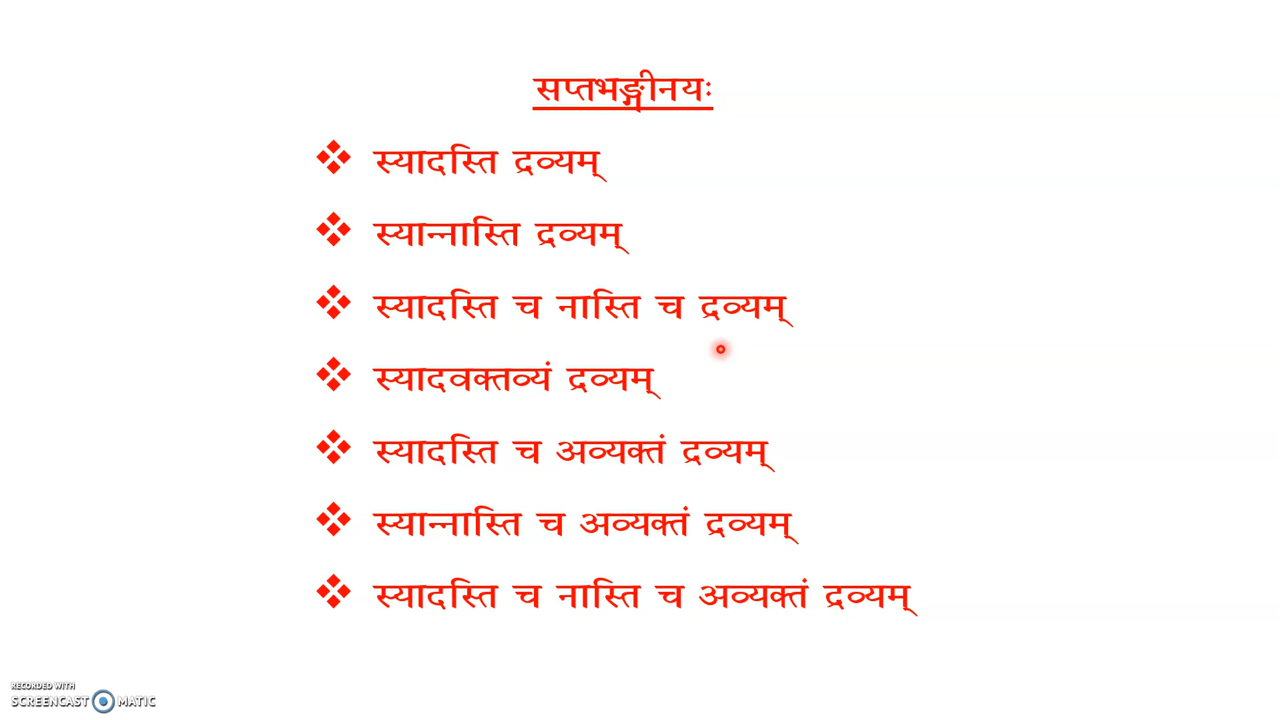 सप्तभङ्गीनयः
स्यादस्ति द्रव्यम्
स्यान्नास्ति द्रव्यम्
स्यादस्ति च नास्ति च द्रव्यम्
स्यादवक्तव्यं द्रव्यम्
स्यादस्ति च अव्यक्तं द्रव्यम्
स्यान्नास्ति च अव्यक्तं द्रव्यम्
स्यादस्ति च नास्ति च अव्यक्तं द्रव्यम्
RECORDED WITH
SCREENCAST MATIC